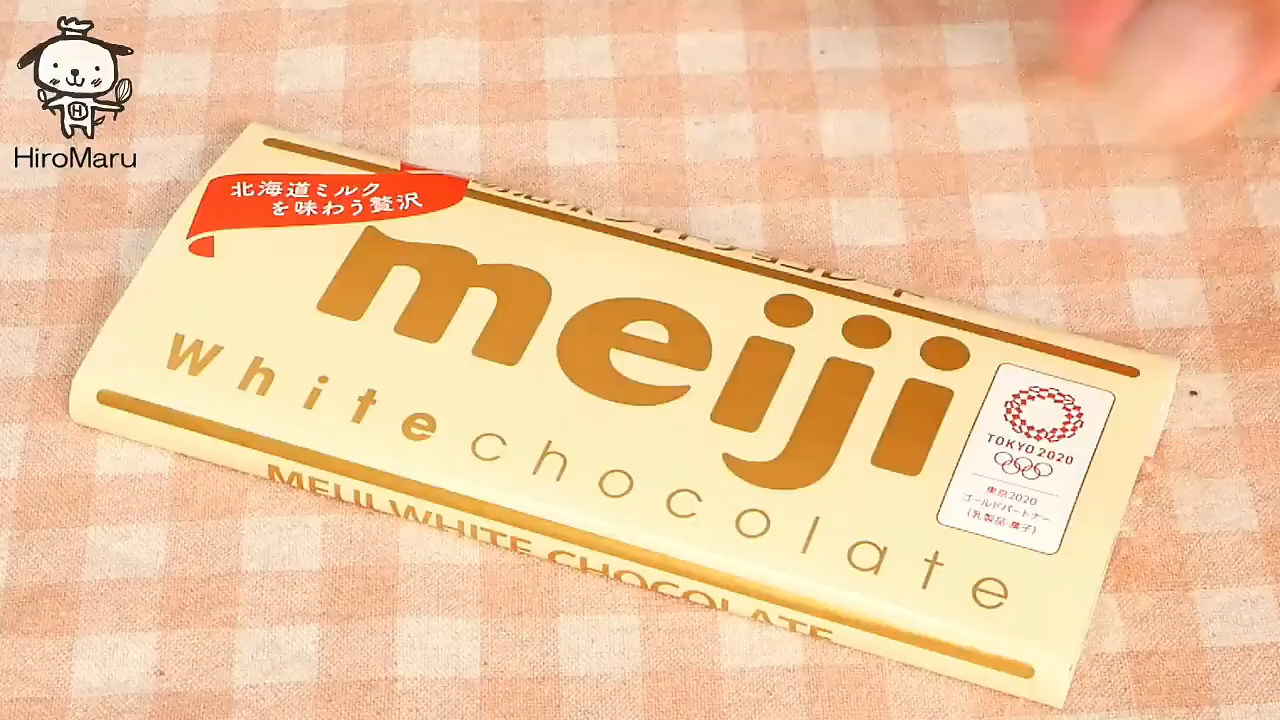 HiroMaru
北海道ミルク
を味わう贅沢
meiji
White chocolate
TOKYO 2020
東京2020
ゴールドパートナー
(乳製品・菓子)
MEIJI WHITE CHOCOLATE